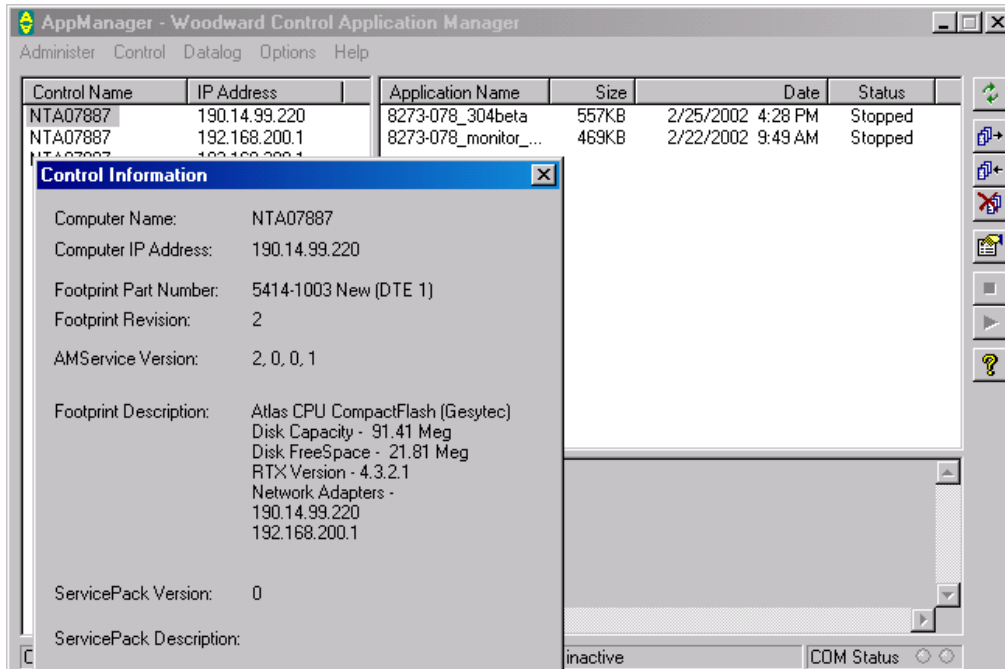 AppManager - Woodward Control Application Manager
Administer Control Datalog Options Help
Control Name IP Address
NTA07887 190.14.99.220
NTA07887 192.168.200.1
Application Name Size Date Status
8273-078_304beta 557KB 2/25/2002 4:28 PM Stopped
8273-078_monitor_... 469KB 2/22/2002 9:49 AM Stopped
Control Information
Computer Name: NTA07887
Computer IP Address: 190.14.99.220
Footprint Part Number: 5414-1003 New (DTE 1)
Footprint Revision: 2
AMService Version: 2, 0, 0, 1
Footprint Description: Atlas CPU CompactFlash (Gesytec)
Disk Capacity - 91.41 Meg
Disk FreeSpace - 21.81 Meg
RTX Version - 4.3.2.1
Network Adapters -
190.14.99.220
192.168.200.1
ServicePack Version: 0
ServicePack Description:
inactive
COM Status